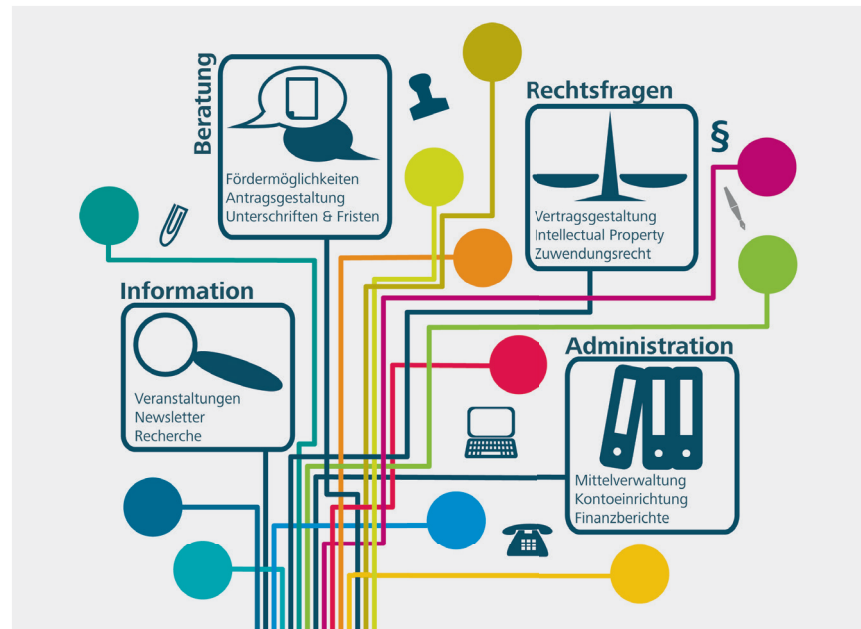 Beratung
Fördermöglichkeiten
Antragsgestaltung
Unterschriften & Fristen
Rechtsfragen
§
Vertragsgestaltung
Intellectual Property
Zuwendungsrecht
Information
Veranstaltungen
Newsletter
Recherche
Administration
Mittelverwaltung
Kontoeinrichtung
Finanzberichte